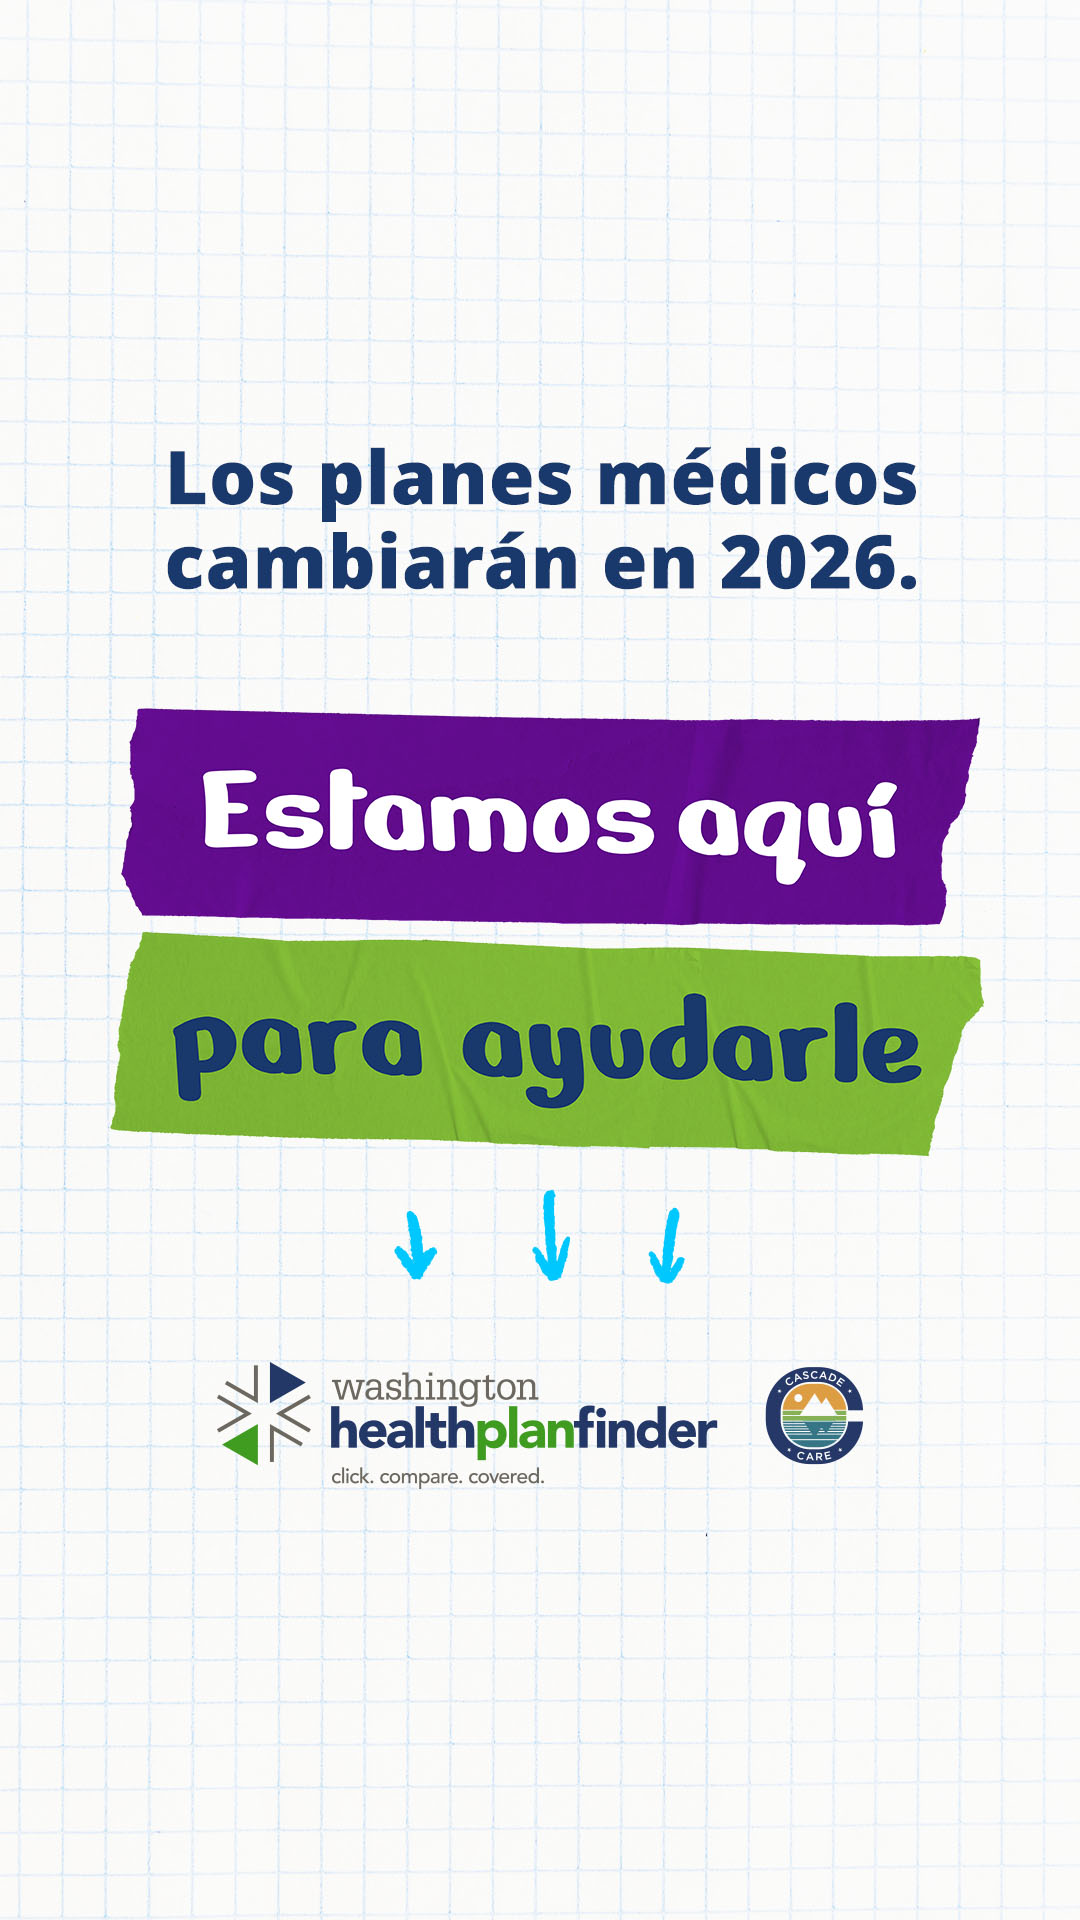 Los planes médicos
cambiarán en 2026.
Estamos aquí
para ayudarle
washington
healthplanfinder
click. compare. covered.
CASCADE
CARE